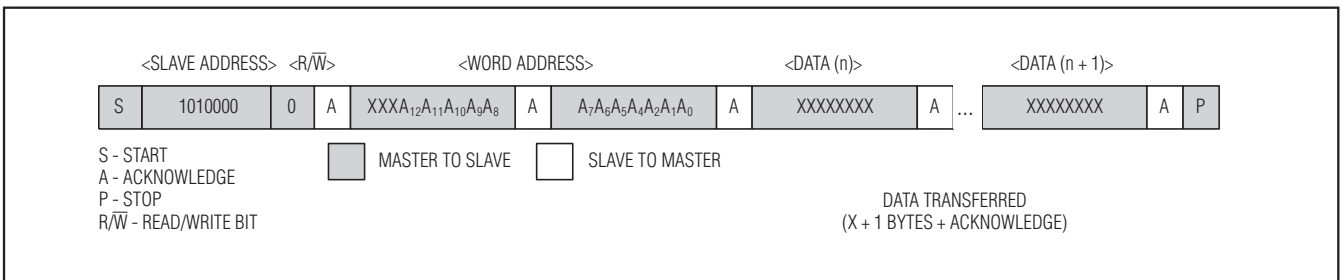 <SLAVE ADDRESS> <R/W̅> <WORD ADDRESS> <DATA (n)> <DATA (n + 1)>
S 1010000 0 A XXXA₁₂A₁₁A₁₀A₉A₈ A A₇A₆A₅A₄A₂A₁A₀ A XXXXXXXX A ... XXXXXXXX A P
S - START
A - ACKNOWLEDGE
P - STOP
R/W̅ - READ/WRITE BIT
MASTER TO SLAVE SLAVE TO MASTER
DATA TRANSFERRED
(X + 1 BYTES + ACKNOWLEDGE)